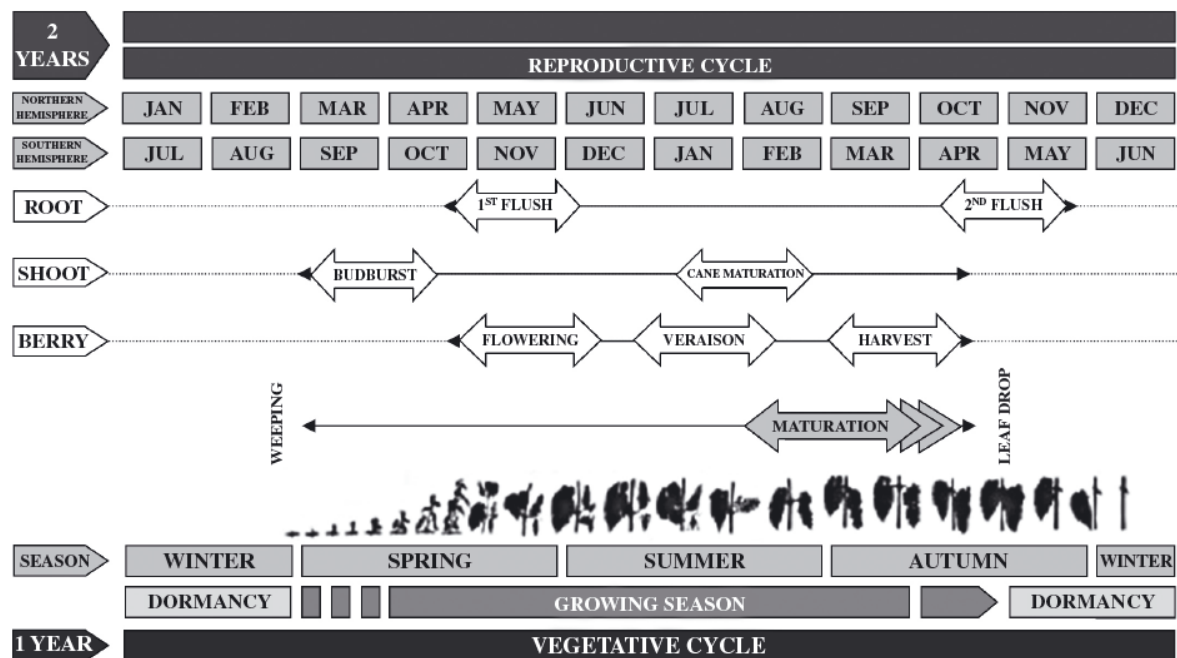 2
YEARS
REPRODUCTIVE CYCLE
NORTHERN
HEMISPHERE
JAN FEB MAR APR MAY JUN JUL AUG SEP OCT NOV DEC
SOUTHERN
HEMISPHERE
JUL AUG SEP OCT NOV DEC JAN FEB MAR APR MAY JUN
ROOT 1ST FLUSH 2ND FLUSH
SHOOT BUDBURST CANE MATURATION
BERRY FLOWERING VERAISON HARVEST
WEEPING MATURATION LEAF DROP
SEASON WINTER SPRING SUMMER AUTUMN WINTER
DORMANCY GROWING SEASON DORMANCY
1 YEAR VEGETATIVE CYCLE